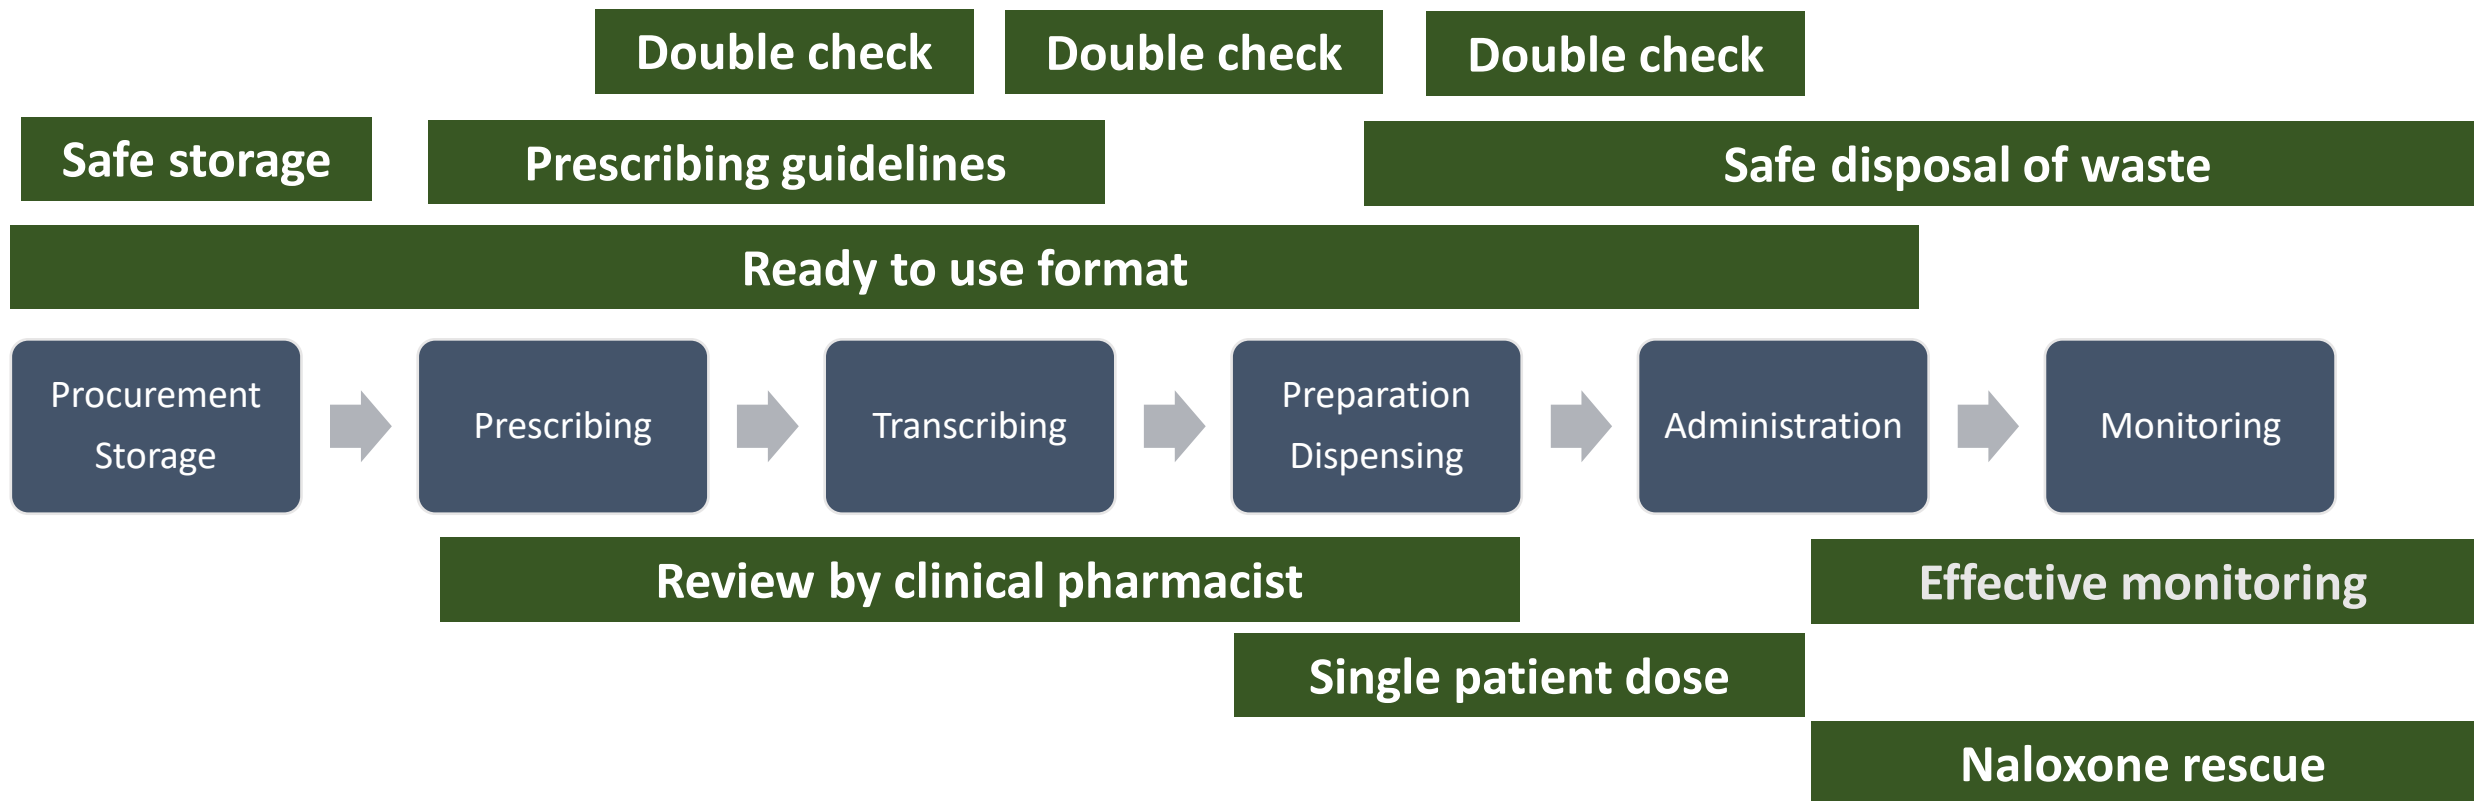 Double check
Double check
Double check
Safe storage
Prescribing guidelines
Safe disposal of waste
Ready to use format
Procurement
Storage
Prescribing
Transcribing
Preparation
Dispensing
Administration
Monitoring
Review by clinical pharmacist
Effective monitoring
Single patient dose
Naloxone rescue